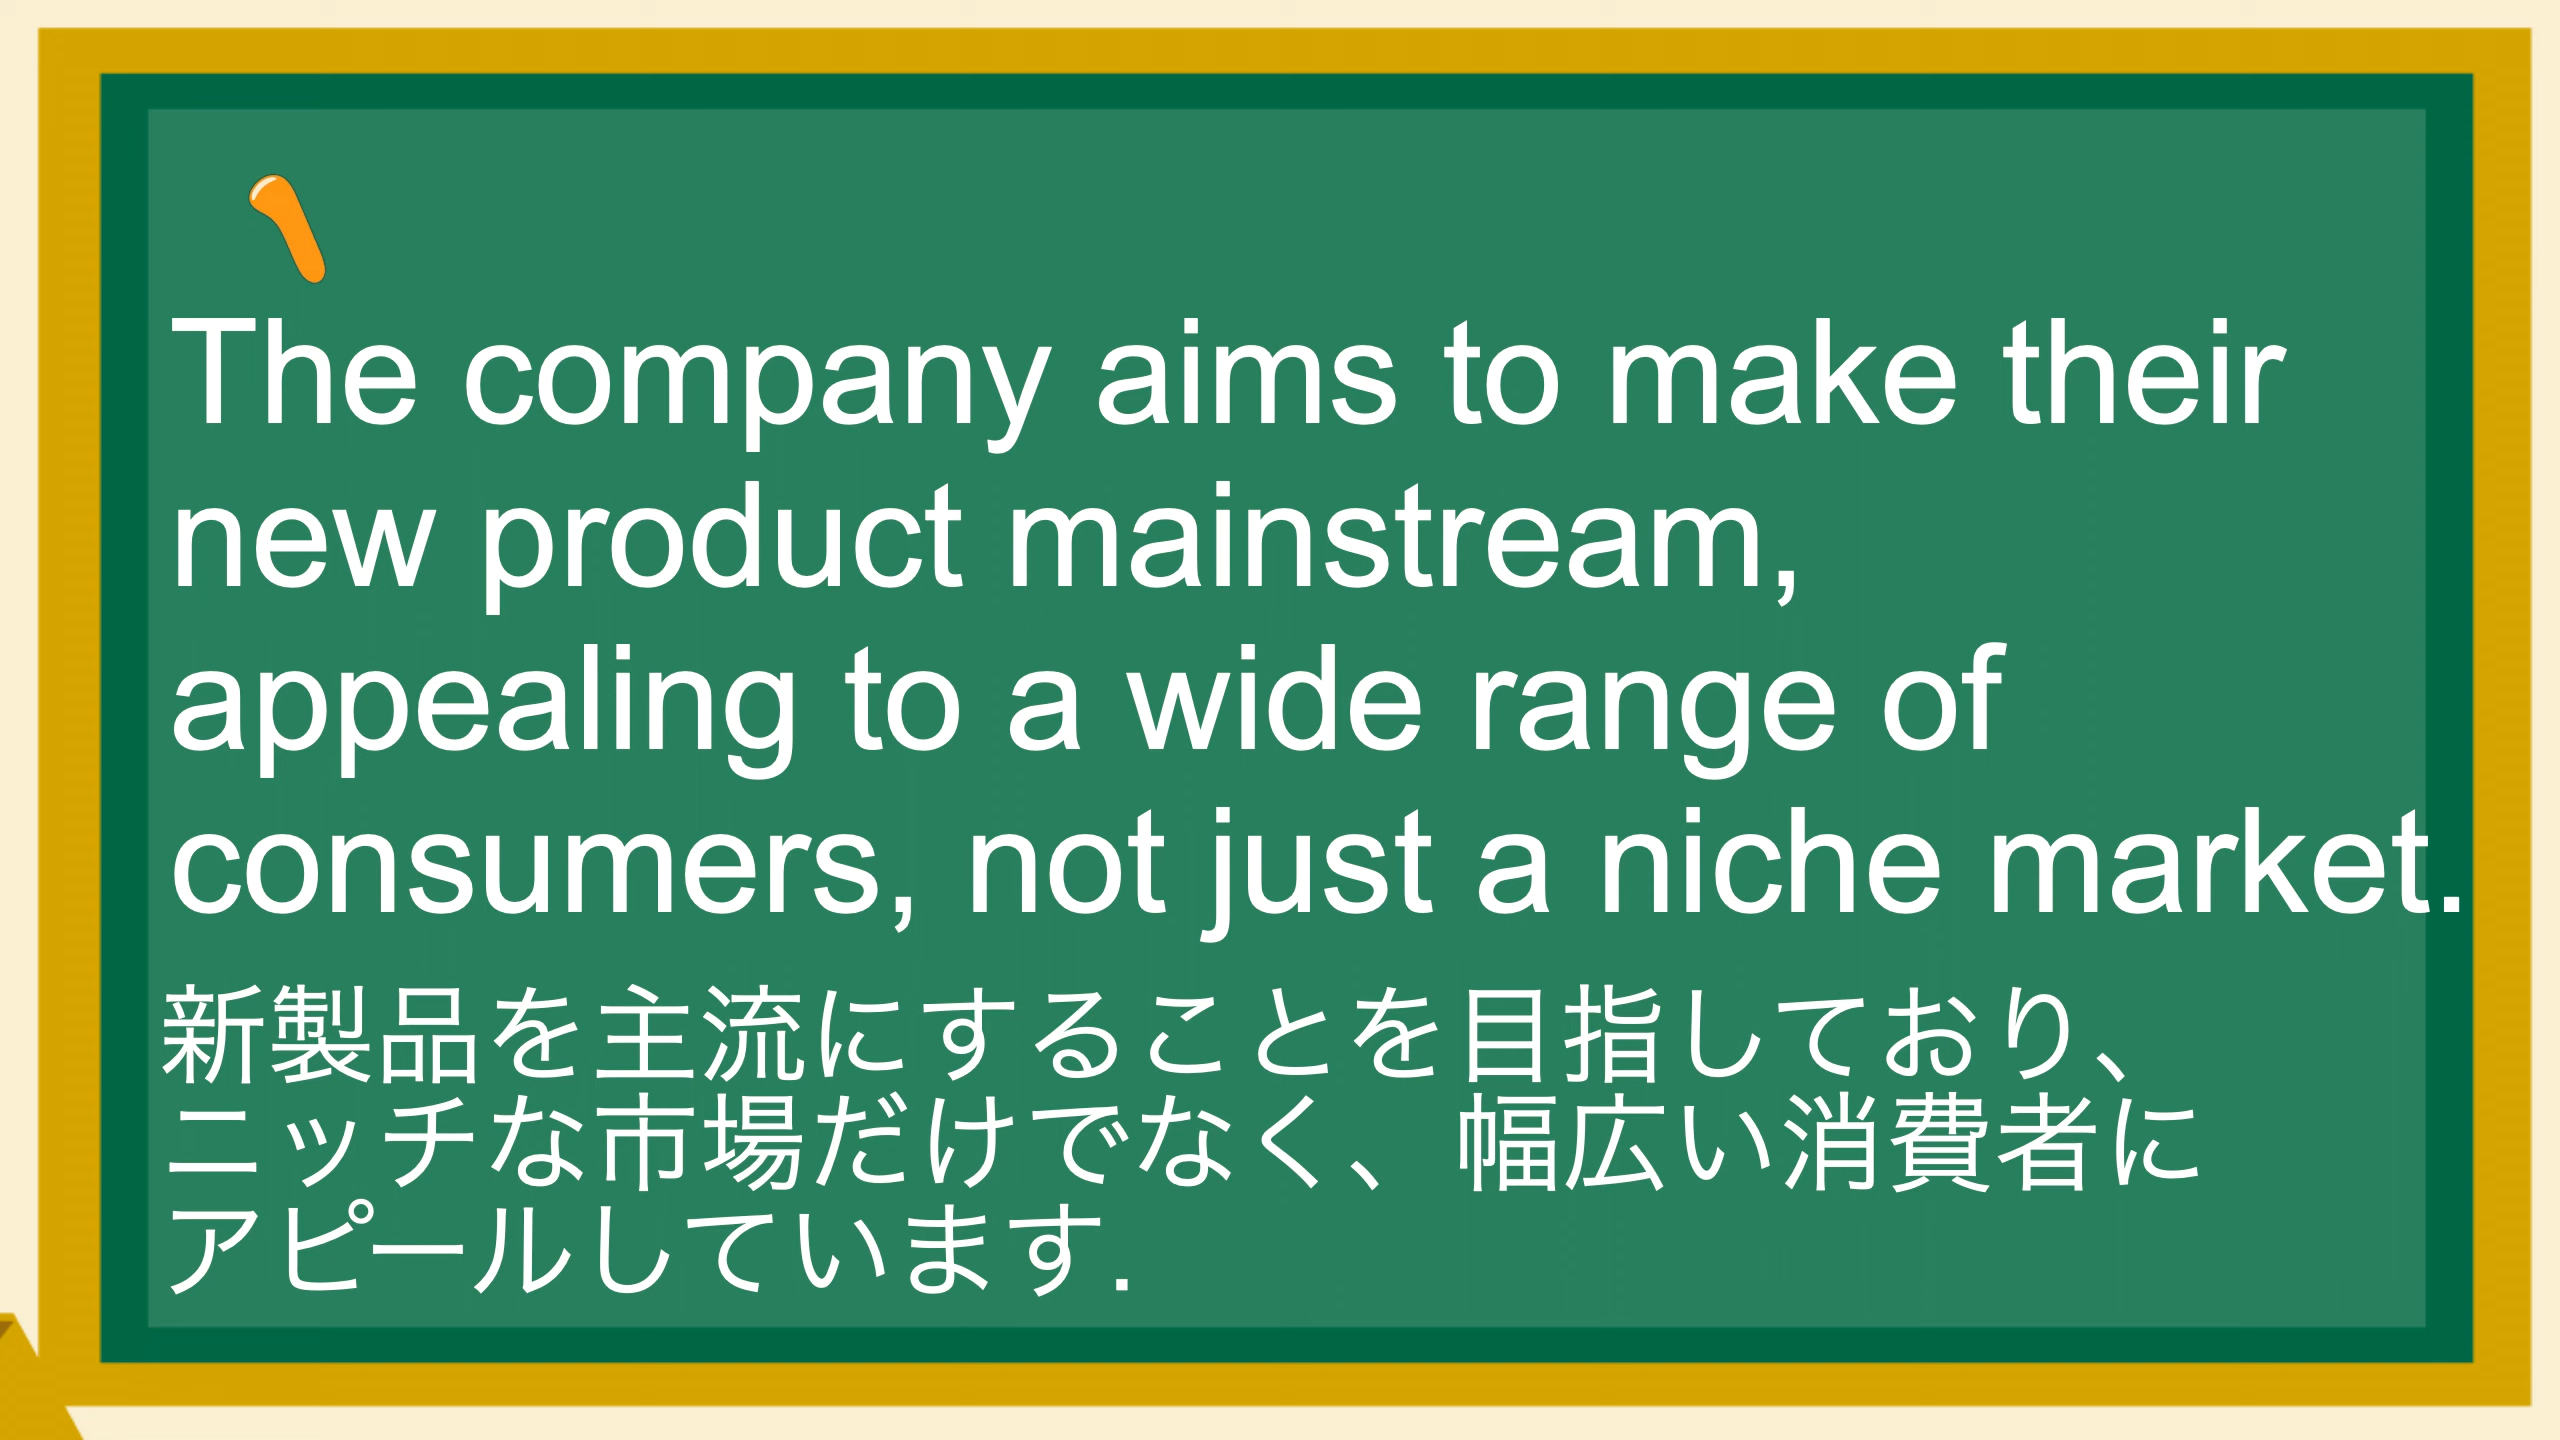 The company aims to make their
new product mainstream,
appealing to a wide range of
consumers, not just a niche market.
新製品を主流にすることを目指しており、
ニッチな市場だけでなく、幅広い消費者に
アピールしています.